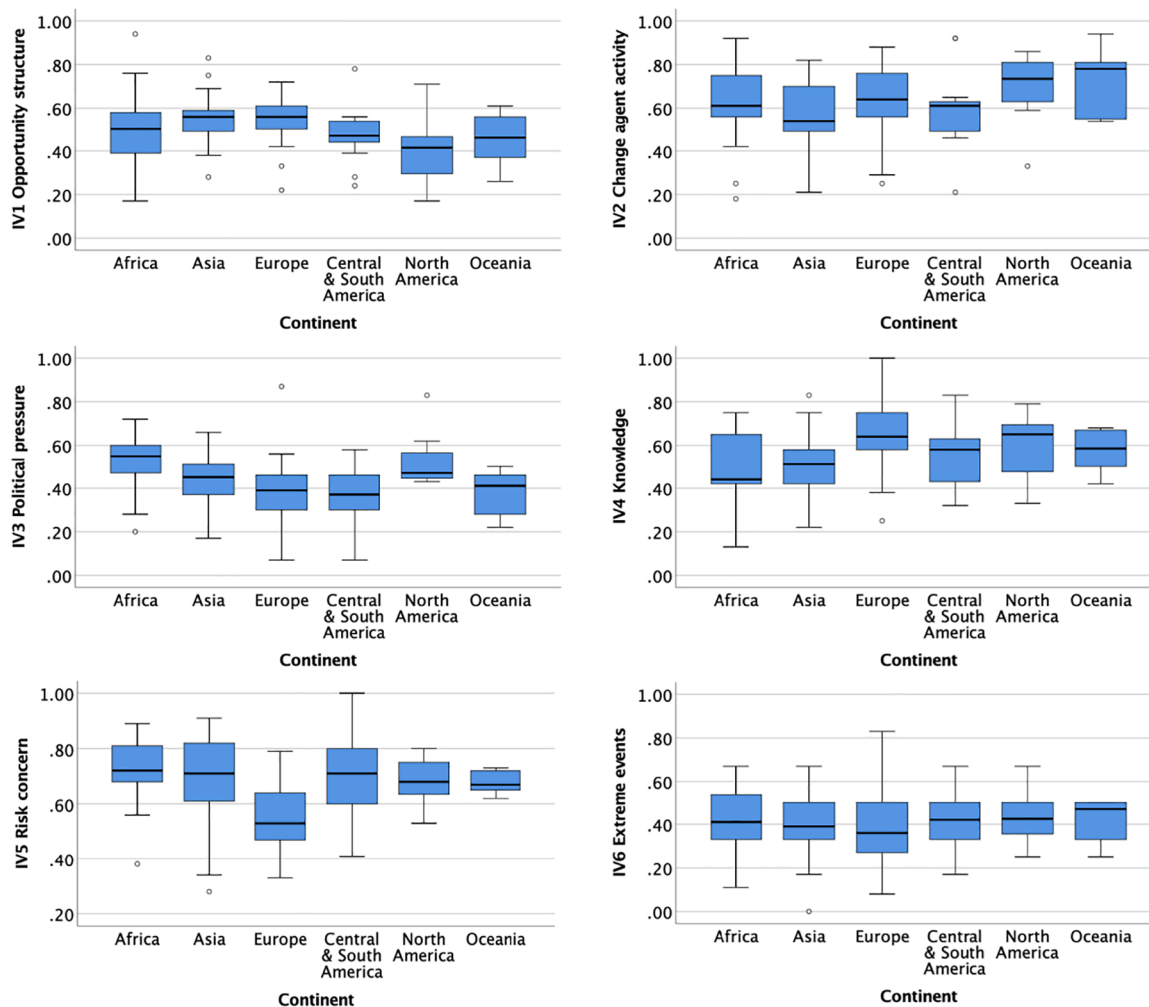 IV1 Opportunity structure
1.00
.80
.60
.40
.20
.00
Africa
Asia
Europe
Central
& South
America
North
America
Oceania
Continent
IV2 Change agent activity
1.00
.80
.60
.40
.20
.00
Africa
Asia
Europe
Central
& South
America
North
America
Oceania
Continent
IV3 Political pressure
1.00
.80
.60
.40
.20
.00
Africa
Asia
Europe
Central
& South
America
North
America
Oceania
Continent
IV4 Knowledge
1.00
.80
.60
.40
.20
.00
Africa
Asia
Europe
Central
& South
America
North
America
Oceania
Continent
IV5 Risk concern
1.00
.80
.60
.40
.20
Africa
Asia
Europe
Central
& South
America
North
America
Oceania
Continent
IV6 Extreme events
1.00
.80
.60
.40
.20
.00
Africa
Asia
Europe
Central
& South
America
North
America
Oceania
Continent